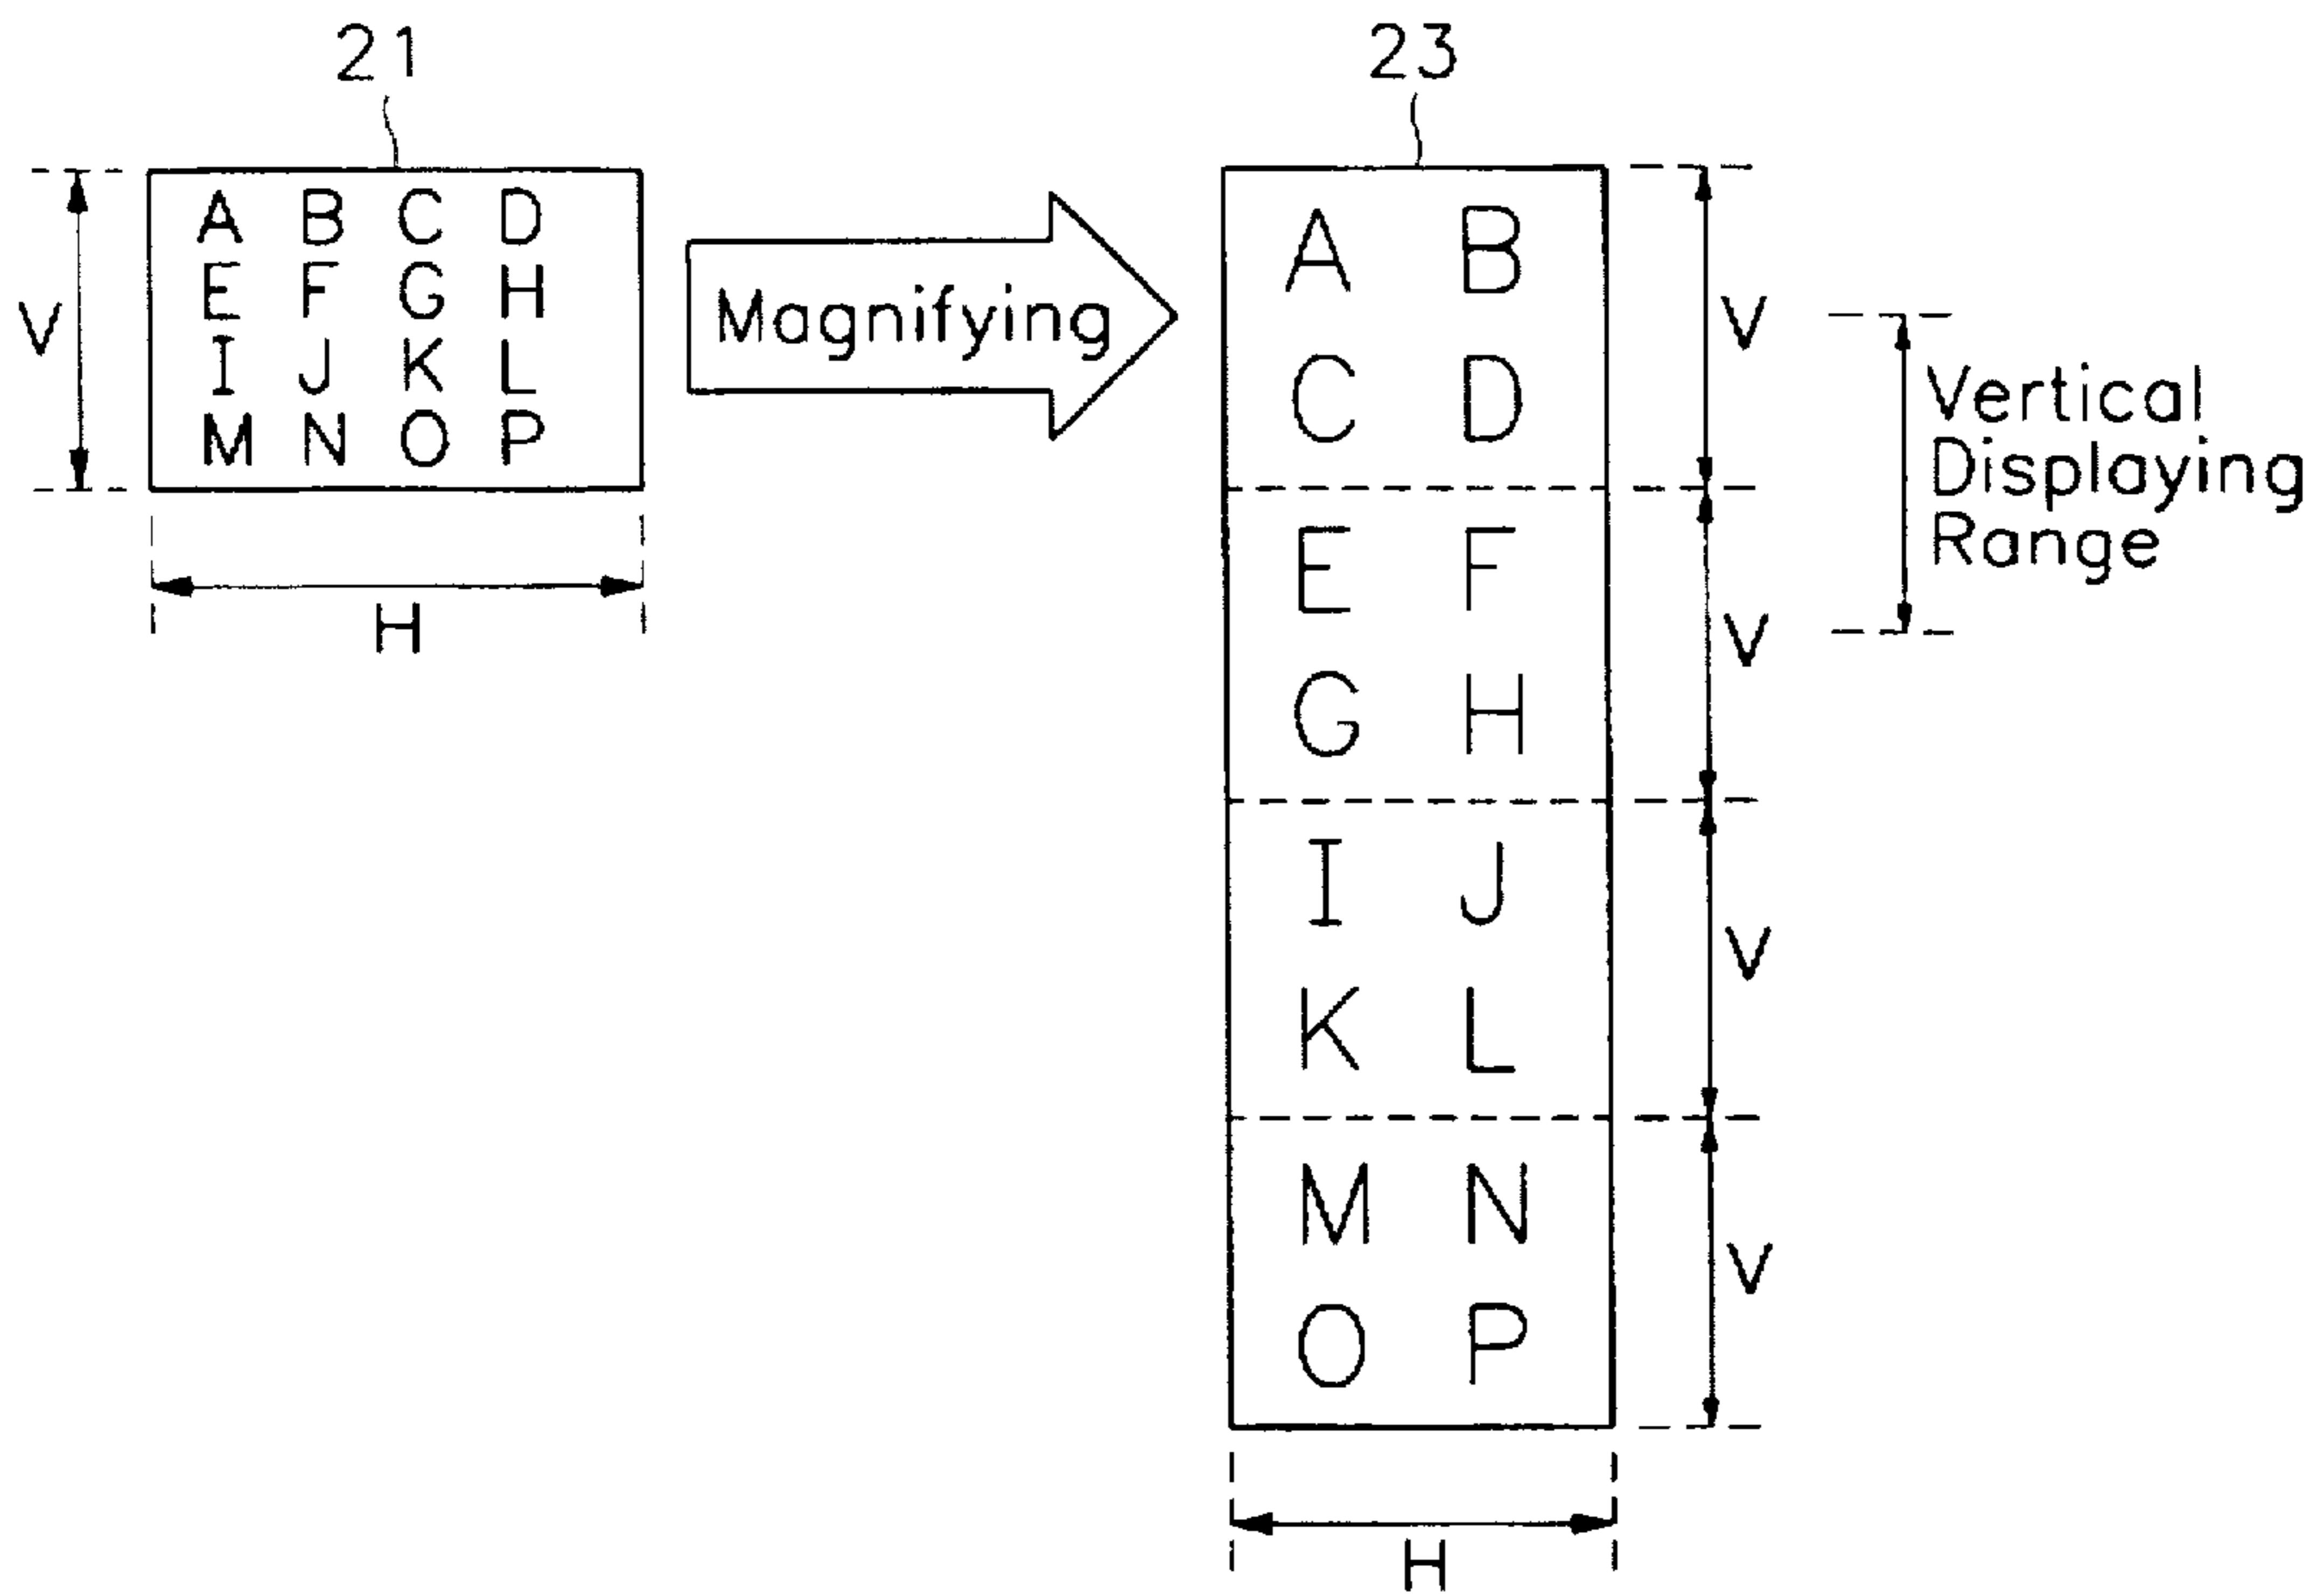 21
A B C D
E F G H
I J K L
M N O P
V
H
Magnifying
23
A B
C D
E F
G H
I J
K L
M N
O P
V
V
V
V
H
Vertical
Displaying
Range